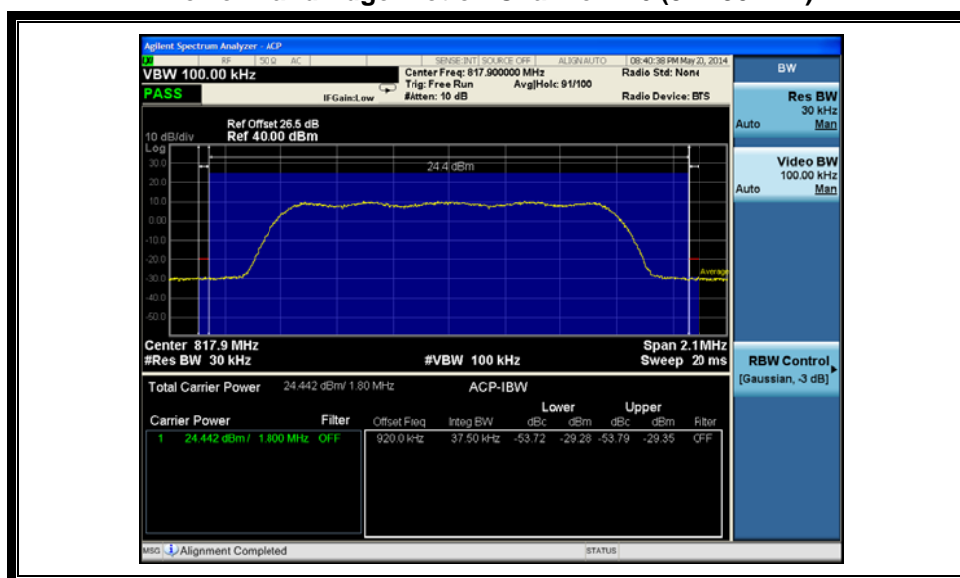 Agilent Spectrum Analyzer - ACP
RF 50 Ω AC SENSE:INT SOURCE OFF ALIGN AUTO 08:40:38 PM May 20, 2014
VBW 100.00 kHz Center Freq: 817.900000 MHz Radio Std: None
Trig: Free Run Avg|Hold: 91/100
PASS IFGain:Low #Atten: 10 dB Radio Device: BTS
BW
Res BW
30 kHz
Auto Man
Video BW
100.00 kHz
Auto Man
RBW Control
[Gaussian, -3 dB]
Ref Offset 26.5 dB
10 dB/div Ref 40.00 dBm
Log
30.0
24.4 dBm
20.0
10.0
0.00
-10.0
-20.0
-30.0
Average
-40.0
-50.0
Center 817.9 MHz Span 2.1 MHz
#Res BW 30 kHz #VBW 100 kHz Sweep 20 ms
Total Carrier Power 24.442 dBm/ 1.80 MHz ACP-IBW
Lower Upper
Carrier Power Filter Offset Freq Integ BW dBc dBm dBc dBm Filter
1 24.442 dBm / 1.800 MHz OFF 920.0 kHz 37.50 kHz -53.72 -29.28 -53.79 -29.35 OFF
MSG Alignment Completed STATUS